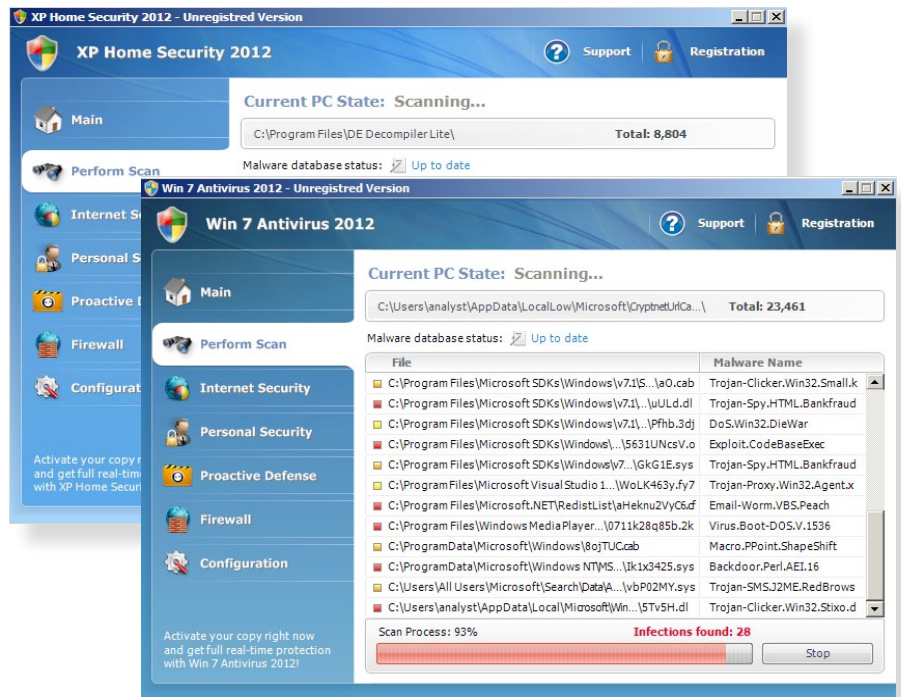 XP Home Security 2012 - Unregistred Version
XP Home Security 2012
Support
Registration
Main
Perform Scan
Internet S
Personal S
Proactive
Firewall
Configurat
Activate your copy r
and get full real-tim
with XP Home Secur
Current PC State: Scanning...
C:\Program Files\DE Decompiler Lite\ Total: 8,804
Malware database status: Up to date
Win 7 Antivirus 2012 - Unregistred Version
Win 7 Antivirus 2012
Support
Registration
Main
Perform Scan
Internet Security
Personal Security
Proactive Defense
Firewall
Configuration
Activate your copy right now
and get full real-time protection
with Win 7 Antivirus 2012!
Current PC State: Scanning...
C:\Users\analyst\AppData\LocalLow\Microsoft\CryptnetUrlCa...\ Total: 23,461
Malware database status: Up to date
File Malware Name
C:\Program Files\Microsoft SDKs\Windows\v7.1\S...\aO.cab Trojan-Clicker.Win32.Small.k
C:\Program Files\Microsoft SDKs\Windows\v7.1\...\uULd.dl Trojan-Spy.HTML.Bankfraud
C:\Program Files\Microsoft SDKs\Windows\v7.1\...\Pfhb.3dj DoS.Win32.DieWar
C:\Program Files\Microsoft SDKs\Windows\...\5631UNcsV.o Exploit.CodeBaseExec
C:\Program Files\Microsoft SDKs\Windows\v7...\GkG1E.sys Trojan-Spy.HTML.Bankfraud
C:\Program Files\Microsoft Visual Studio 1...\WoLK463y.fy7 Trojan-Proxy.Win32.Agent.x
C:\Program Files\Microsoft.NET\RedistList\aHeknu2VyC6.cf Email-Worm.VBS.Peach
C:\Program Files\Windows Media Player...\0711k28q85b.2k Virus.Boot-DOS.V.1536
C:\ProgramData\Microsoft\Windows\8ojTUC.cab Macro.PPoint.ShapeShift
C:\ProgramData\Microsoft\Windows NT\MS...\Ik1x3425.sys Backdoor.Perl.AEI.16
C:\Users\All Users\Microsoft\Search\Data\A...\vbP02MY.sys Trojan-SMS.J2ME.RedBrows
C:\Users\analyst\AppData\Local\Microsoft\Win...\5Tv5H.dl Trojan-Clicker.Win32.Stixo.d
Scan Process: 93% Infections found: 28
Stop